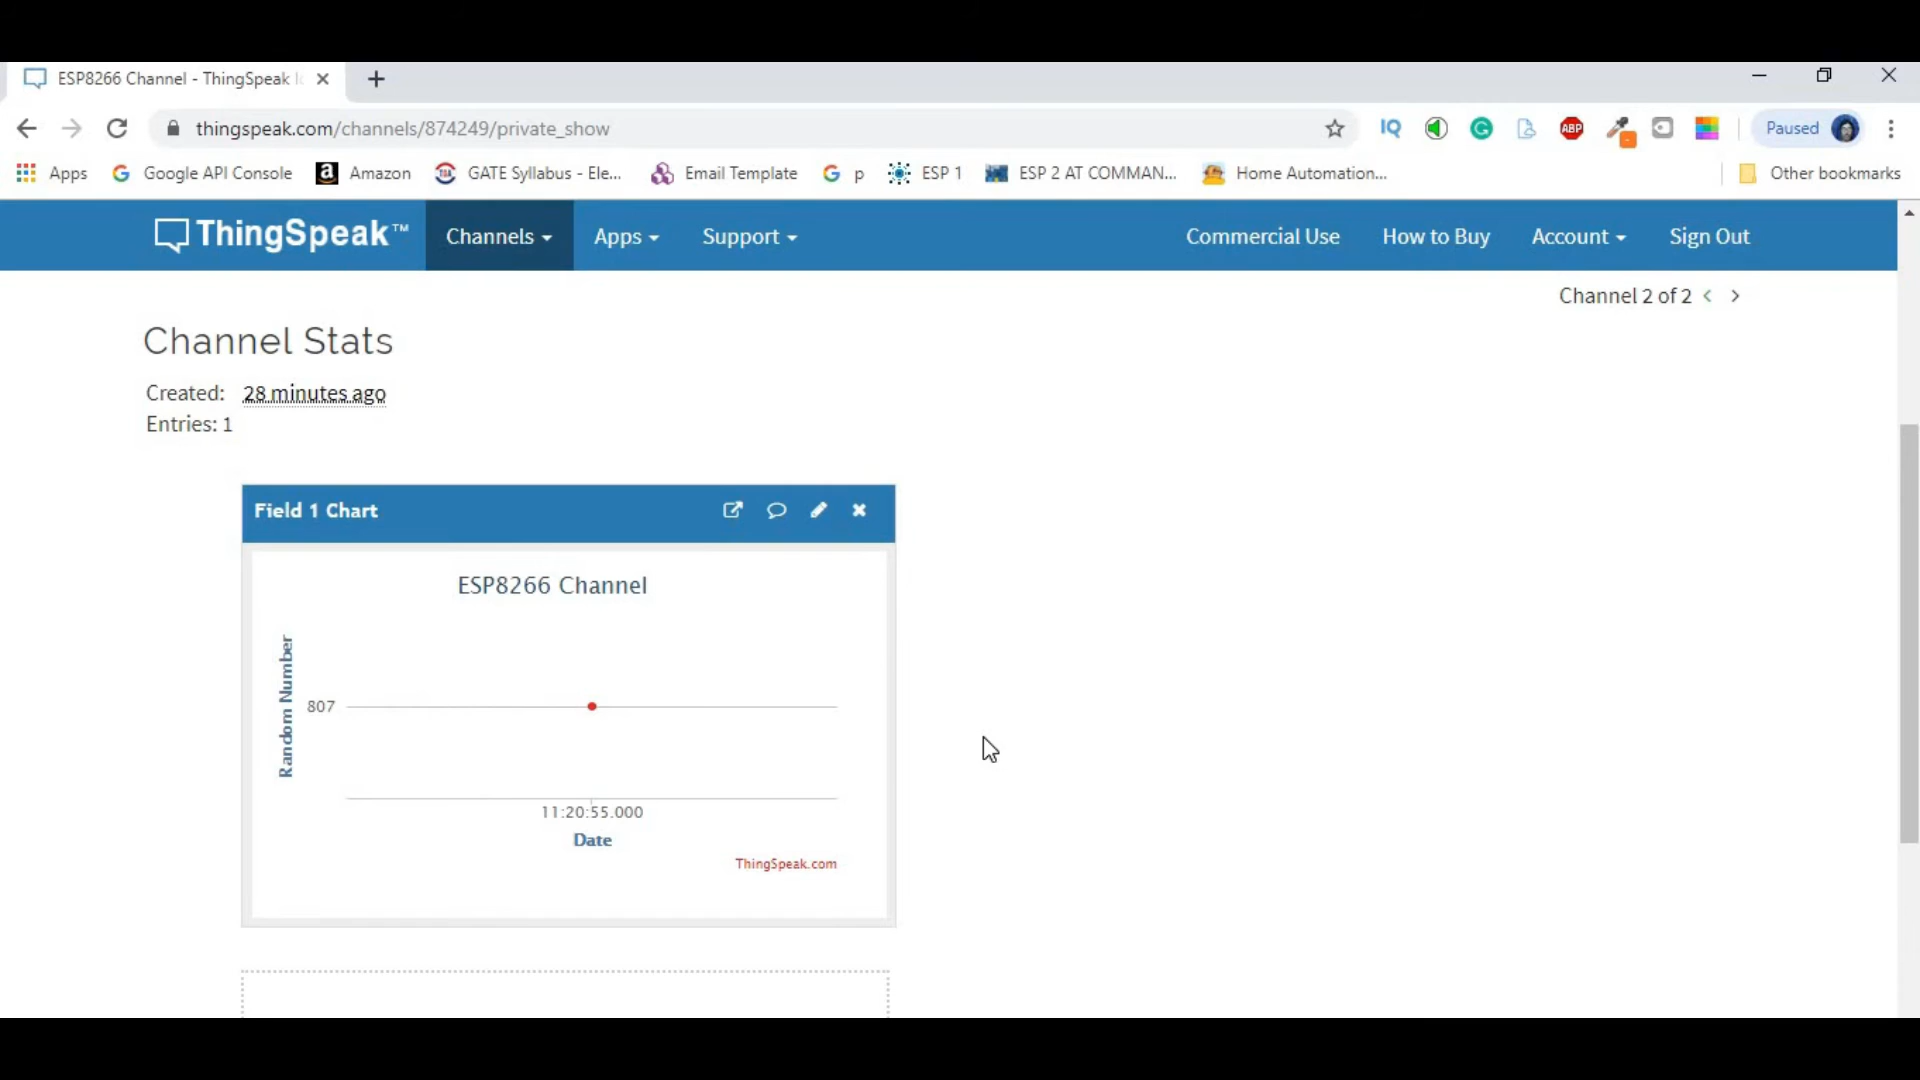 ESP8266 Channel - ThingSpeak I
thingspeak.com/channels/874249/private_show
IQ
G
ABP
Paused
Apps
Google API Console
a
Amazon
GATE Syllabus - Ele...
Email Template
p
ESP 1
ESP 2 AT COMMAN...
Home Automation...
Other bookmarks
ThingSpeak™
Channels
Apps
Support
Commercial Use
How to Buy
Account
Sign Out
Channel 2 of 2
Channel Stats
Created: 28 minutes ago
Entries: 1
Field 1 Chart
ESP8266 Channel
Random Number
807
11:20:55.000
Date
ThingSpeak.com